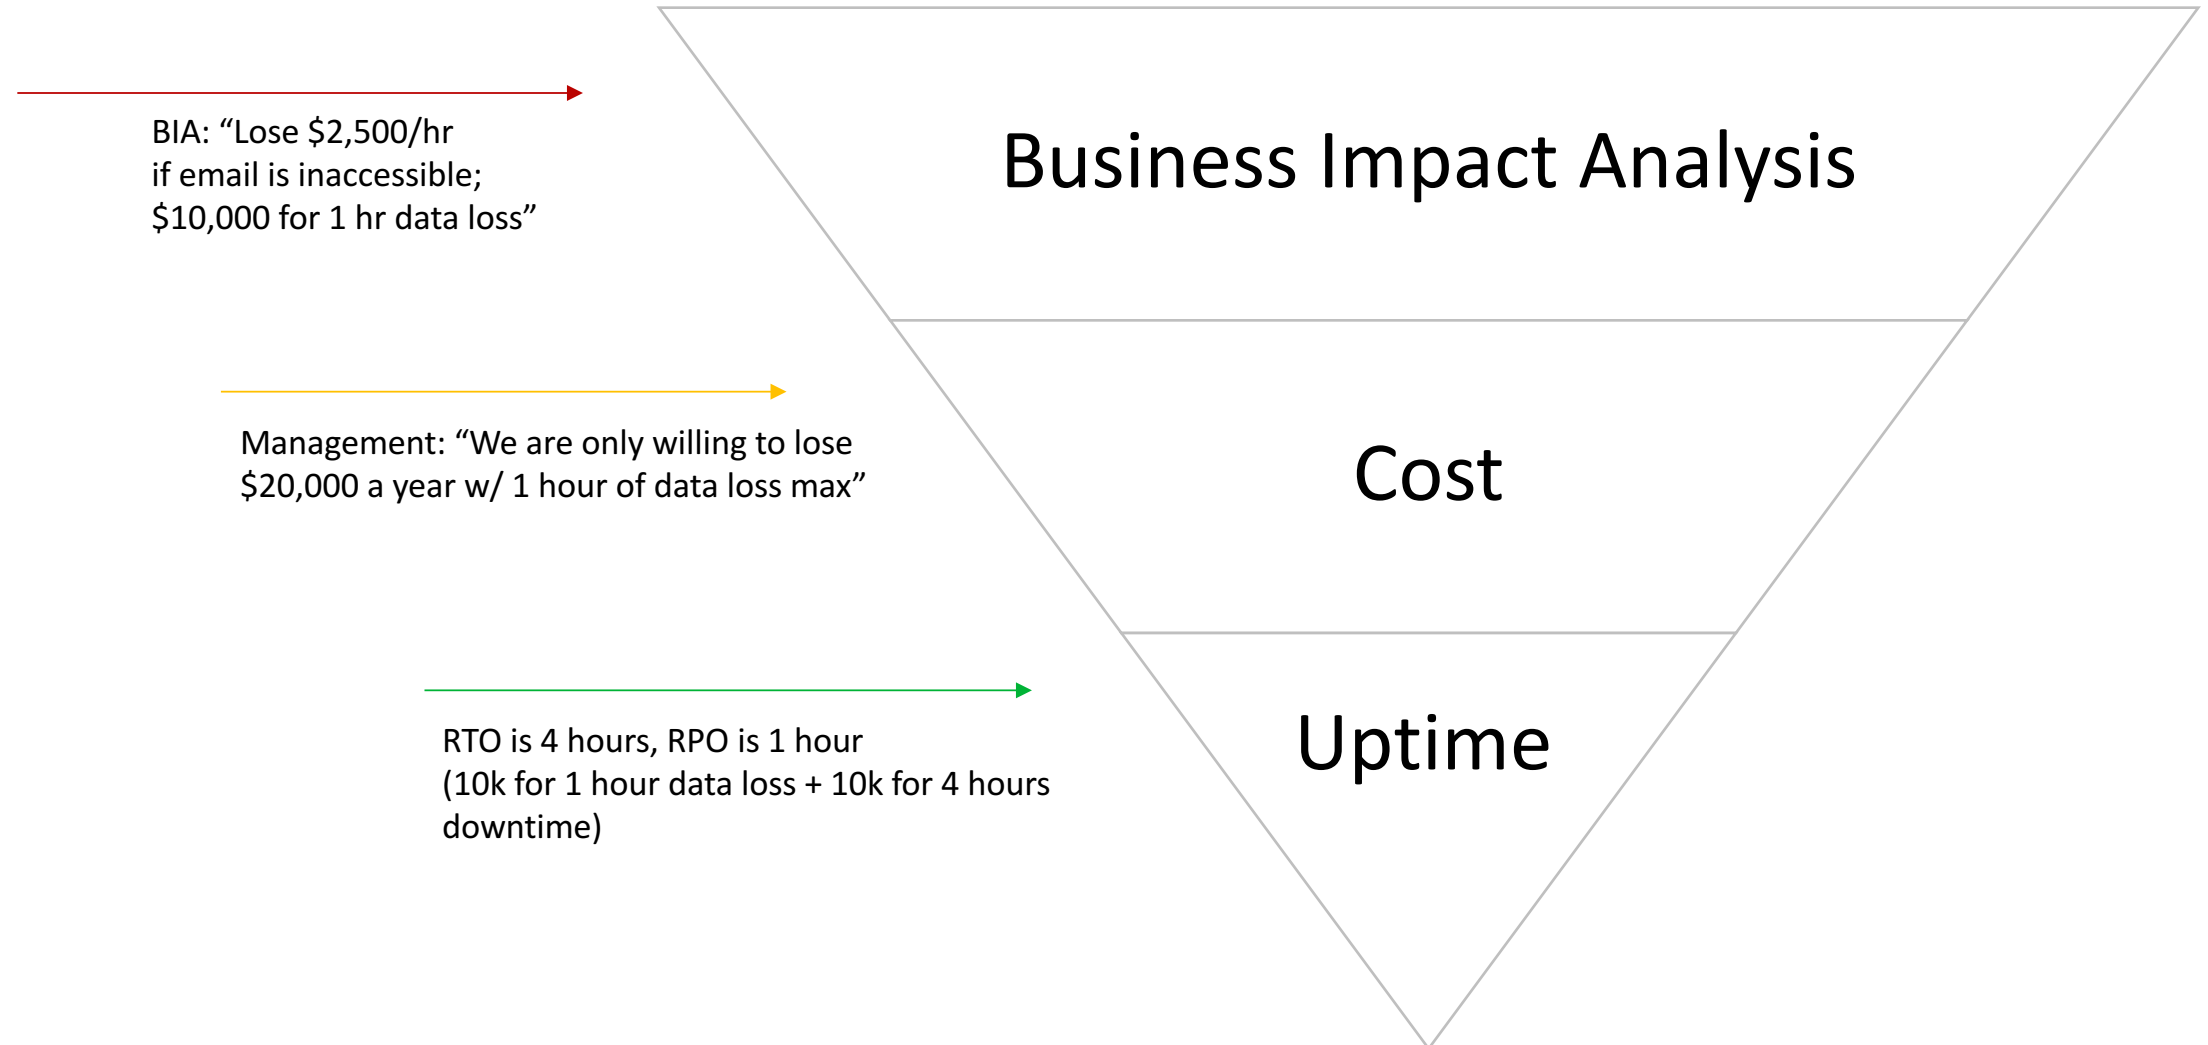 BIA: “Lose $2,500/hr
if email is inaccessible;
$10,000 for 1 hr data loss”
Business Impact Analysis
Management: “We are only willing to lose
$20,000 a year w/ 1 hour of data loss max”
Cost
RTO is 4 hours, RPO is 1 hour
(10k for 1 hour data loss + 10k for 4 hours
downtime)
Uptime